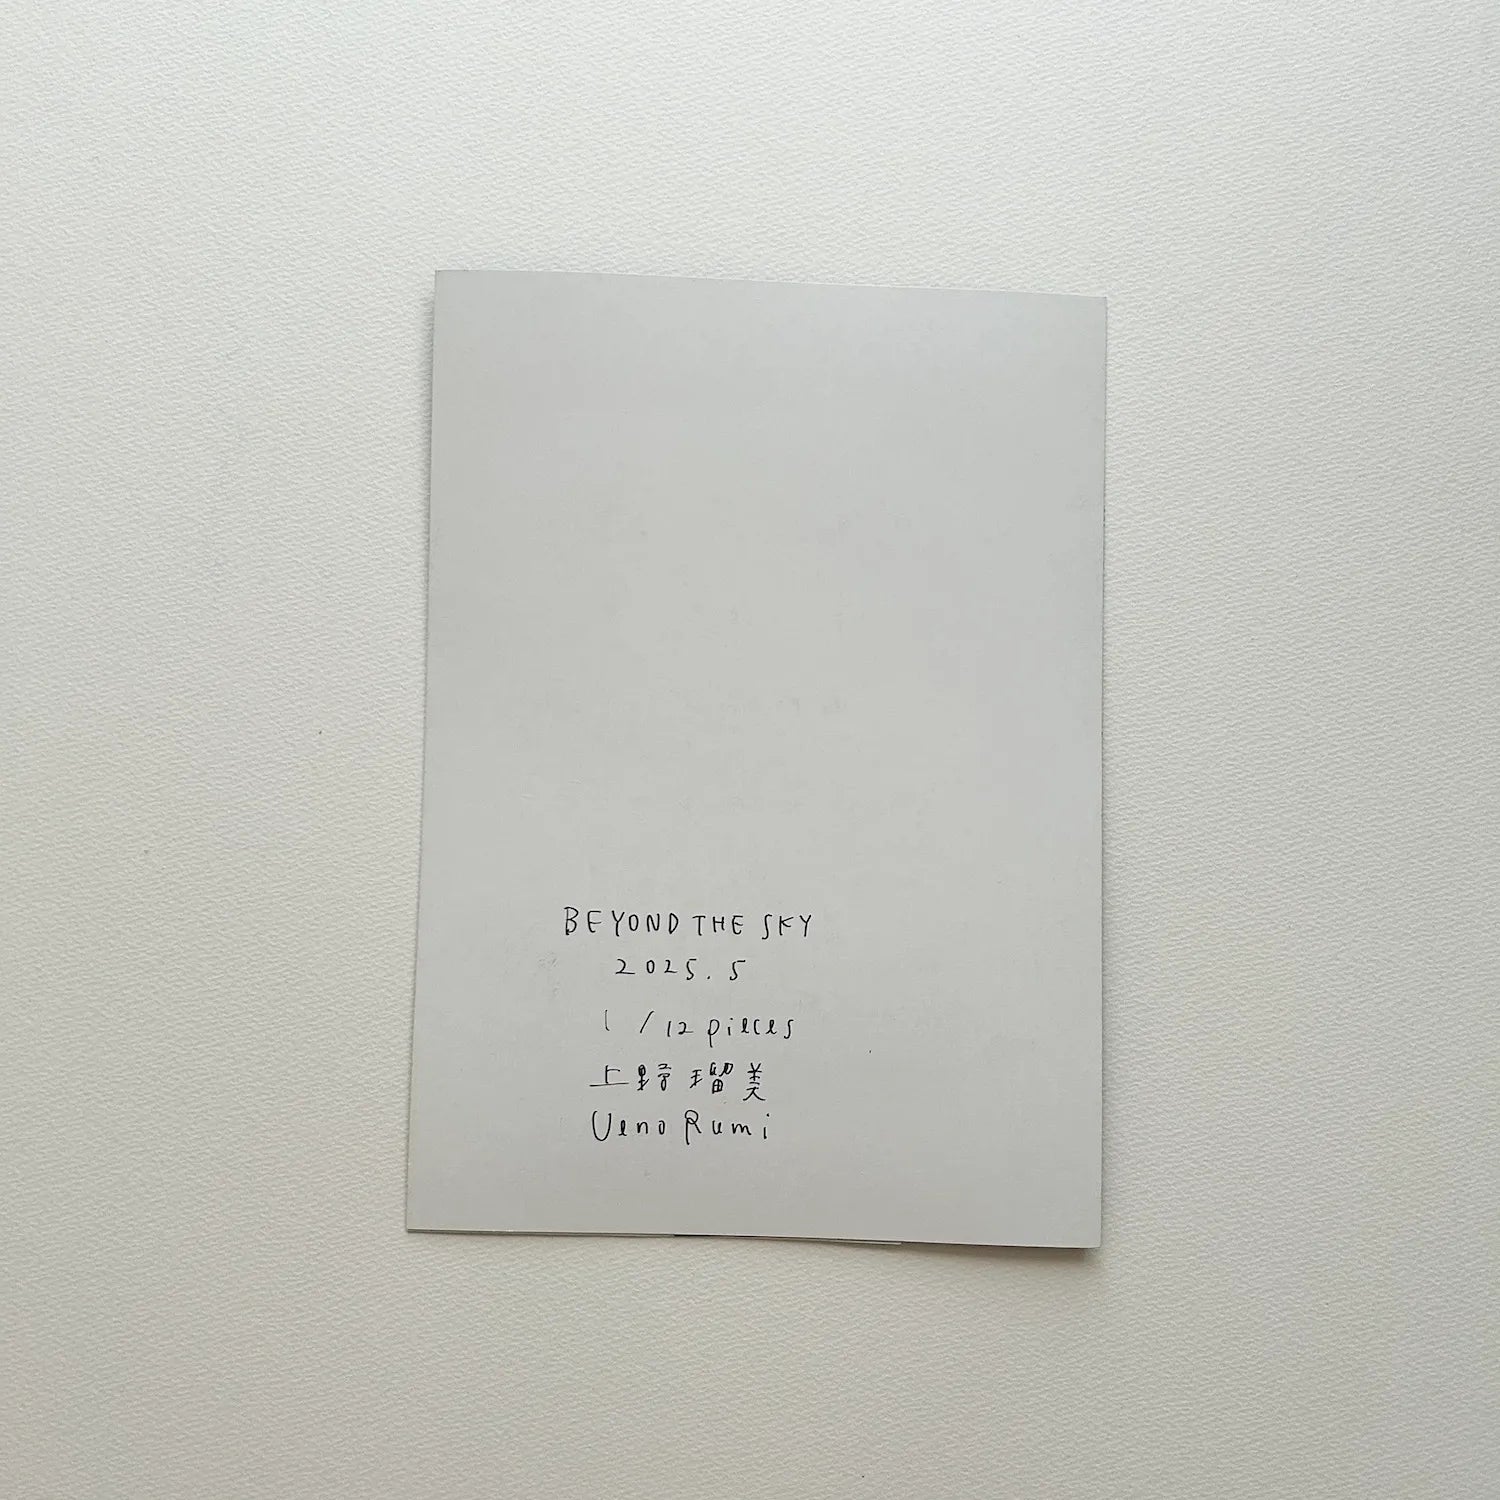 BEYOND THE SKY
2025.5
1/12 pieces
上野 瑠美
Ueno Rumi